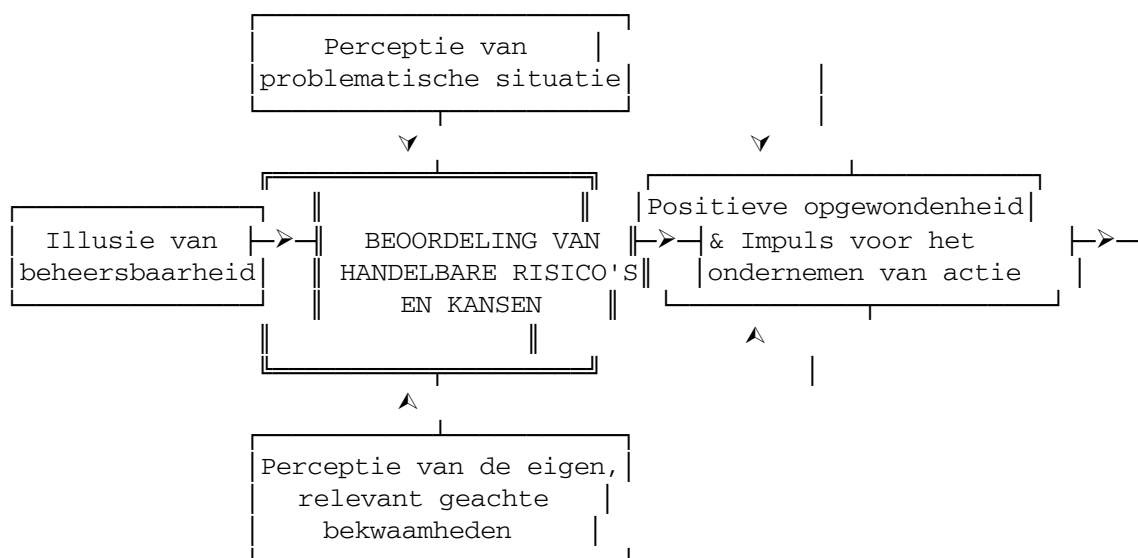 Perceptie van
problematische situatie
Illusie van
beheersbaarheid
BEOORDELING VAN
HANDELBARE RISICO'S
EN KANSEN
Positieve opgewondenheid
& Impuls voor het
ondernemen van actie
Perceptie van de eigen,
relevant geachte
bekwaamheden